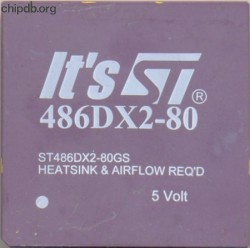 chipdb.org
It's ST®
486DX2-80
ST486DX2-80GS
HEATSINK & AIRFLOW REQ'D
5 Volt